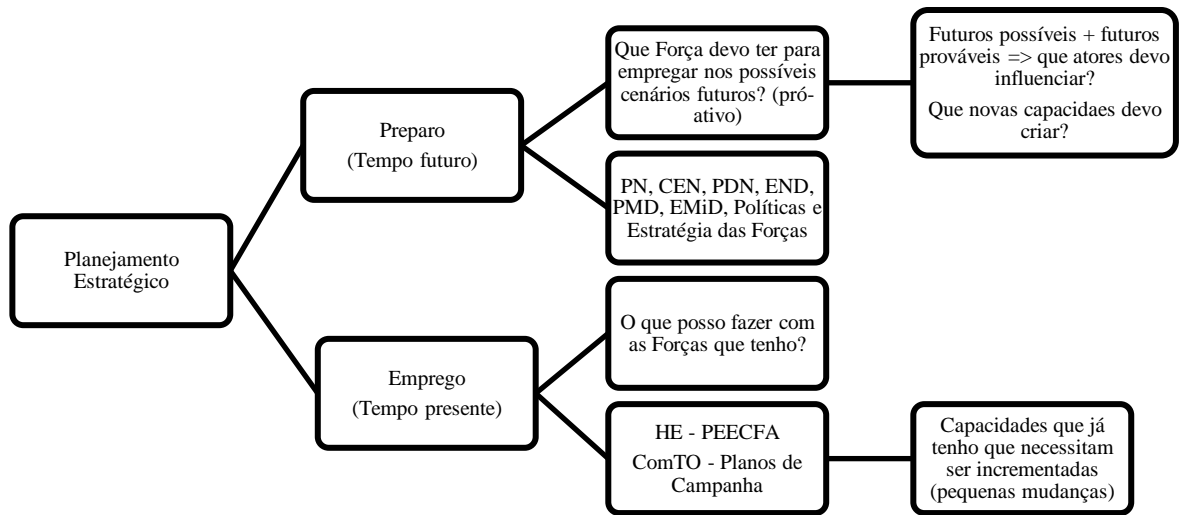 Planejamento
Estratégico
Preparo
(Tempo futuro)
Que Força devo ter para
empregar nos possíveis
cenários futuros? (pró-
ativo)
Futuros possíveis + futuros
prováveis => que atores devo
influenciar?
Que novas capacidaes devo
criar?
PN, CEN, PDN, END,
PMD, EMiD, Políticas e
Estratégia das Forças
Emprego
(Tempo presente)
O que posso fazer com
as Forças que tenho?
HE - PEECFA
ComTO - Planos de
Campanha
Capacidades que já
tenho que necessitam
ser incrementadas
(pequenas mudanças)